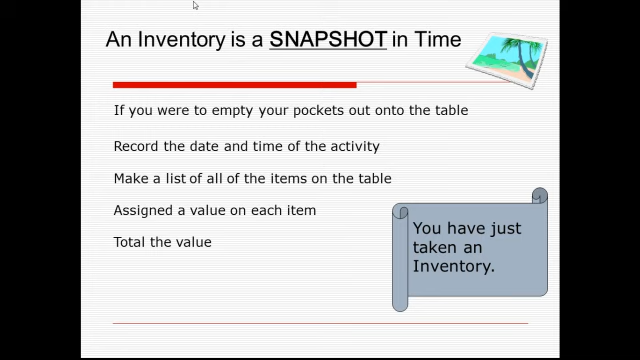 An Inventory is a SNAPSHOT in Time
If you were to empty your pockets out onto the table
Record the date and time of the activity
Make a list of all of the items on the table
Assigned a value on each item
Total the value
You have just
taken an
Inventory.